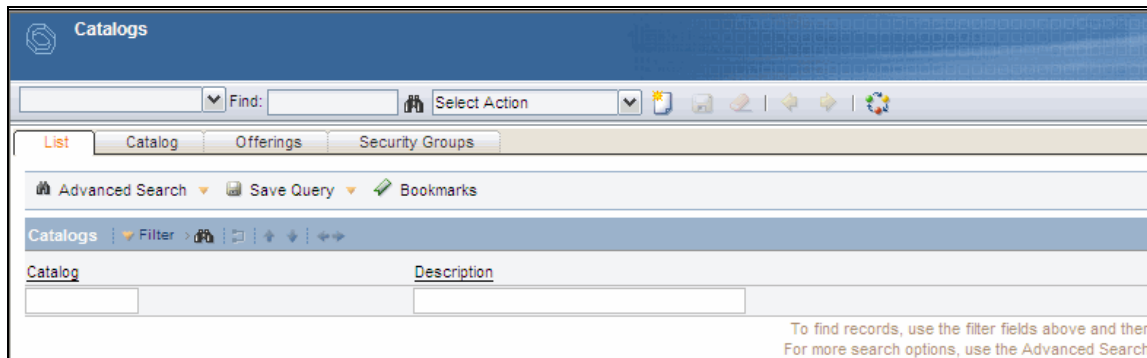 Catalogs
Find: Select Action
List Catalog Offerings Security Groups
Advanced Search Save Query Bookmarks
Catalogs Filter
Catalog Description
To find records, use the filter fields above and then
For more search options, use the Advanced Search